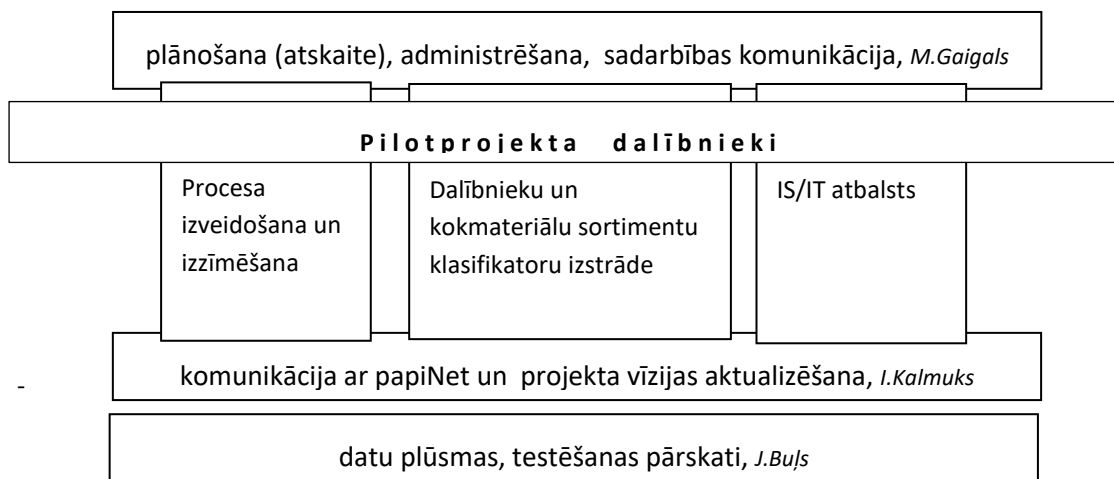 plānošana (atskaite), administrēšana, sadarbības komunikācija, M.Gaigals
Pilotprojekta dalībnieki
Procesa
izveidošana un
izzīmēšana
Dalībnieku un
kokmateriālu sortimentu
klasifikatoru izstrāde
IS/IT atbalsts
-
komunikācija ar papiNet un projekta vīzijas aktualizēšana, I.Kalmuks
datu plūsmas, testēšanas pārskati, J.Buļs